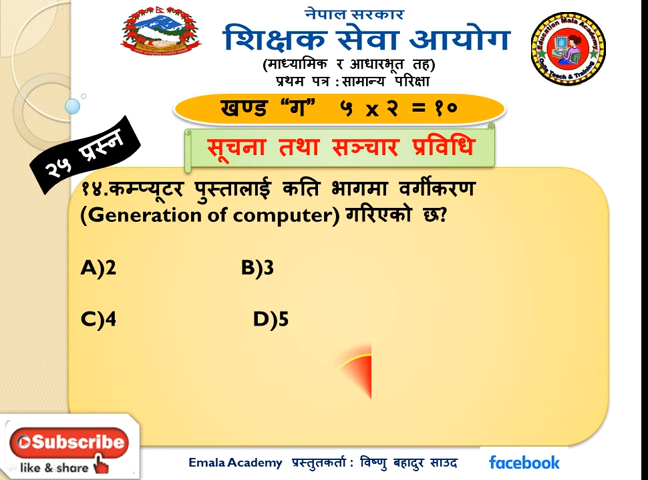 नेपाल सरकार
शिक्षक सेवा आयोग
(माध्यामिक र आधारभूत तह)
प्रथम पत्र : सामान्य परिक्षा
खण्ड “ग” ५ x २ = १०
२५ प्रस्न
सूचना तथा सञ्चार प्रविधि
१४.कम्प्यूटर पुस्तालाई कति भागमा वर्गीकरण
(Generation of computer) गरिएको छ?
A)2 B)3
C)4 D)5
Subscribe
like & share
Emala Academy प्रस्तुतकर्ता : विष्णु बहादुर साउद
facebook